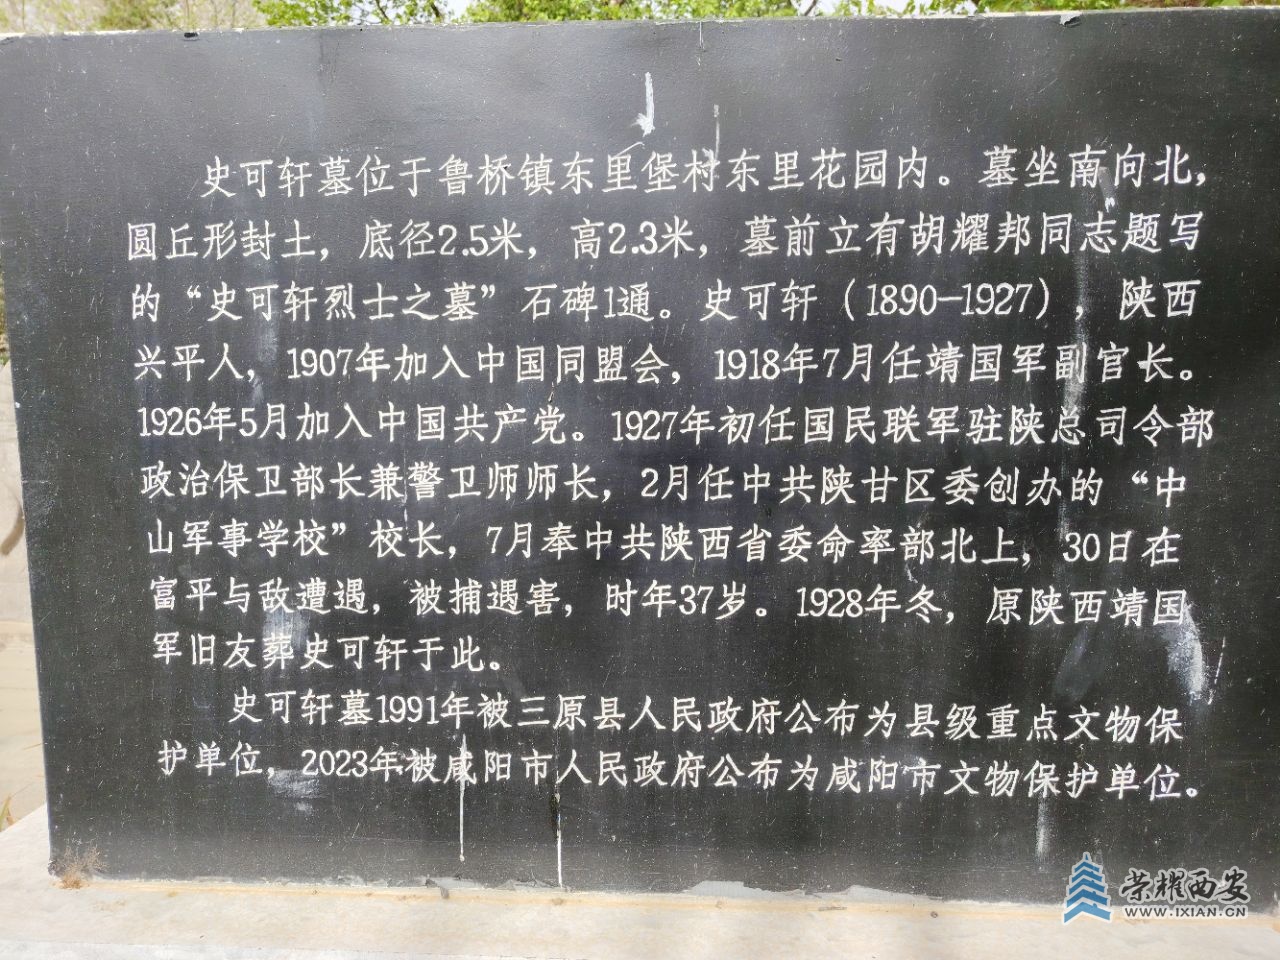 史可轩墓位于鲁桥镇东里堡村东里花园内。墓坐南向北，
圆丘形封土，底径2.5米，高2.3米，墓前立有胡耀邦同志题写
的“史可轩烈士之墓”石碑1通。史可轩（1890-1927），陕西
兴平人，1907年加入中国同盟会，1918年7月任靖国军副官长。
1926年5月加入中国共产党。1927年初任国民联军驻陕总司令部
政治保卫部长兼警卫师师长，2月任中共陕甘区委创办的“中
山军事学校”校长，7月奉中共陕西省委命率部北上，30日在
富平与敌遭遇，被捕遇害，时年37岁。1928年冬，原陕西靖国
军旧友葬史可轩于此。
史可轩墓1991年被三原县人民政府公布为县级重点文物保
护单位，2023年被咸阳市人民政府公布为咸阳市文物保护单位。
荣耀西安
WWW.IXIAN.CN